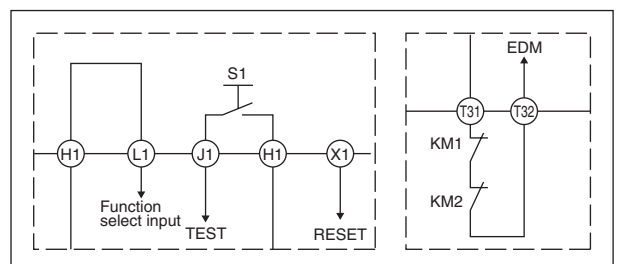 S1
H1
L1
J1
H1
X1
Function
select input
TEST
RESET
EDM
T31
T32
KM1
KM2